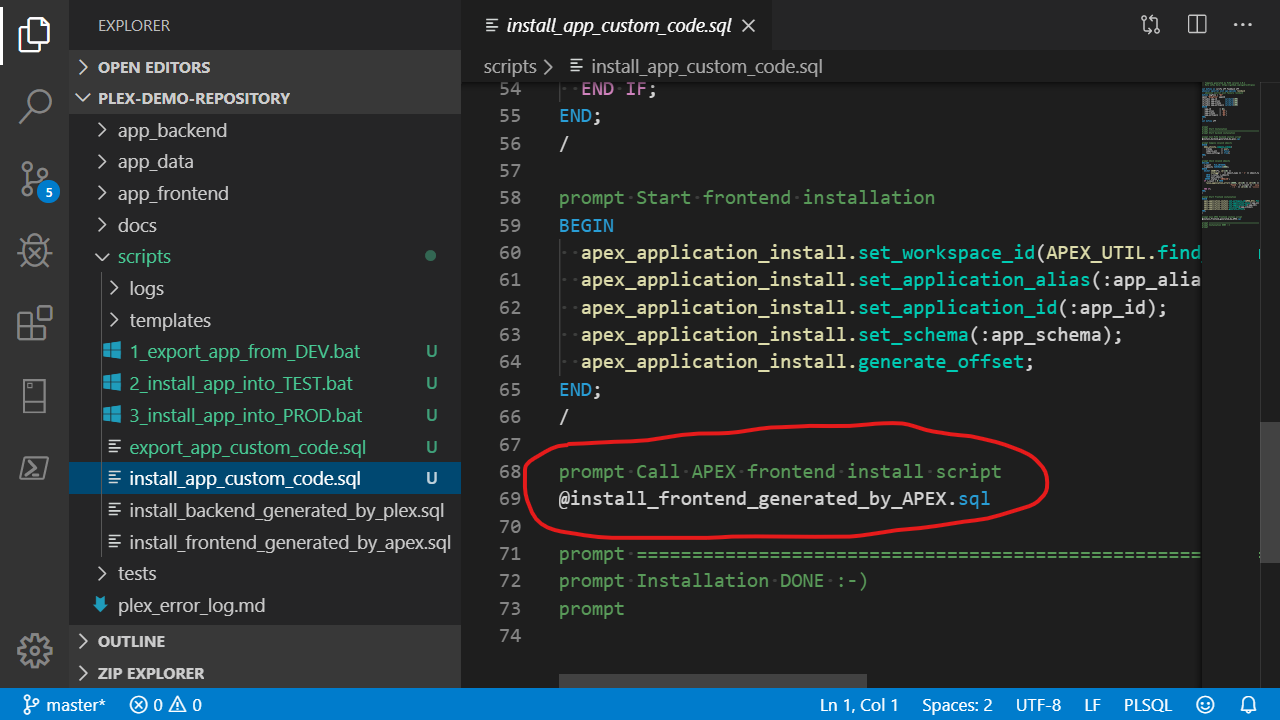 EXPLORER
OPEN EDITORS
PLEX-DEMO-REPOSITORY
app_backend
app_data
app_frontend
docs
scripts
logs
templates
1_export_app_from_DEV.bat U
2_install_app_into_TEST.bat U
3_install_app_into_PROD.bat U
export_app_custom_code.sql U
install_app_custom_code.sql U
install_backend_generated_by_plex.sql
install_frontend_generated_by_apex.sql
tests
plex_error_log.md
OUTLINE
ZIP EXPLORER
5
install_app_custom_code.sql
scripts > install_app_custom_code.sql
54 END IF;
55 END;
56 /
57
58 prompt Start frontend installation
59 BEGIN
60 apex_application_install.set_workspace_id(APEX_UTIL.find
61 apex_application_install.set_application_alias(:app_alia
62 apex_application_install.set_application_id(:app_id);
63 apex_application_install.set_schema(:app_schema);
64 apex_application_install.generate_offset;
65 END;
66 /
67
68 prompt Call APEX frontend install script
69 @install_frontend_generated_by_APEX.sql
70
71 prompt ==================================================
72 prompt Installation DONE :-)
73 prompt
74
master* 0 0 Ln 1, Col 1 Spaces: 2 UTF-8 LF PLSQL